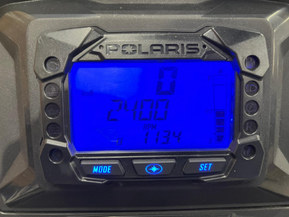 POLARIS
0
2400
1134
MODE
SET